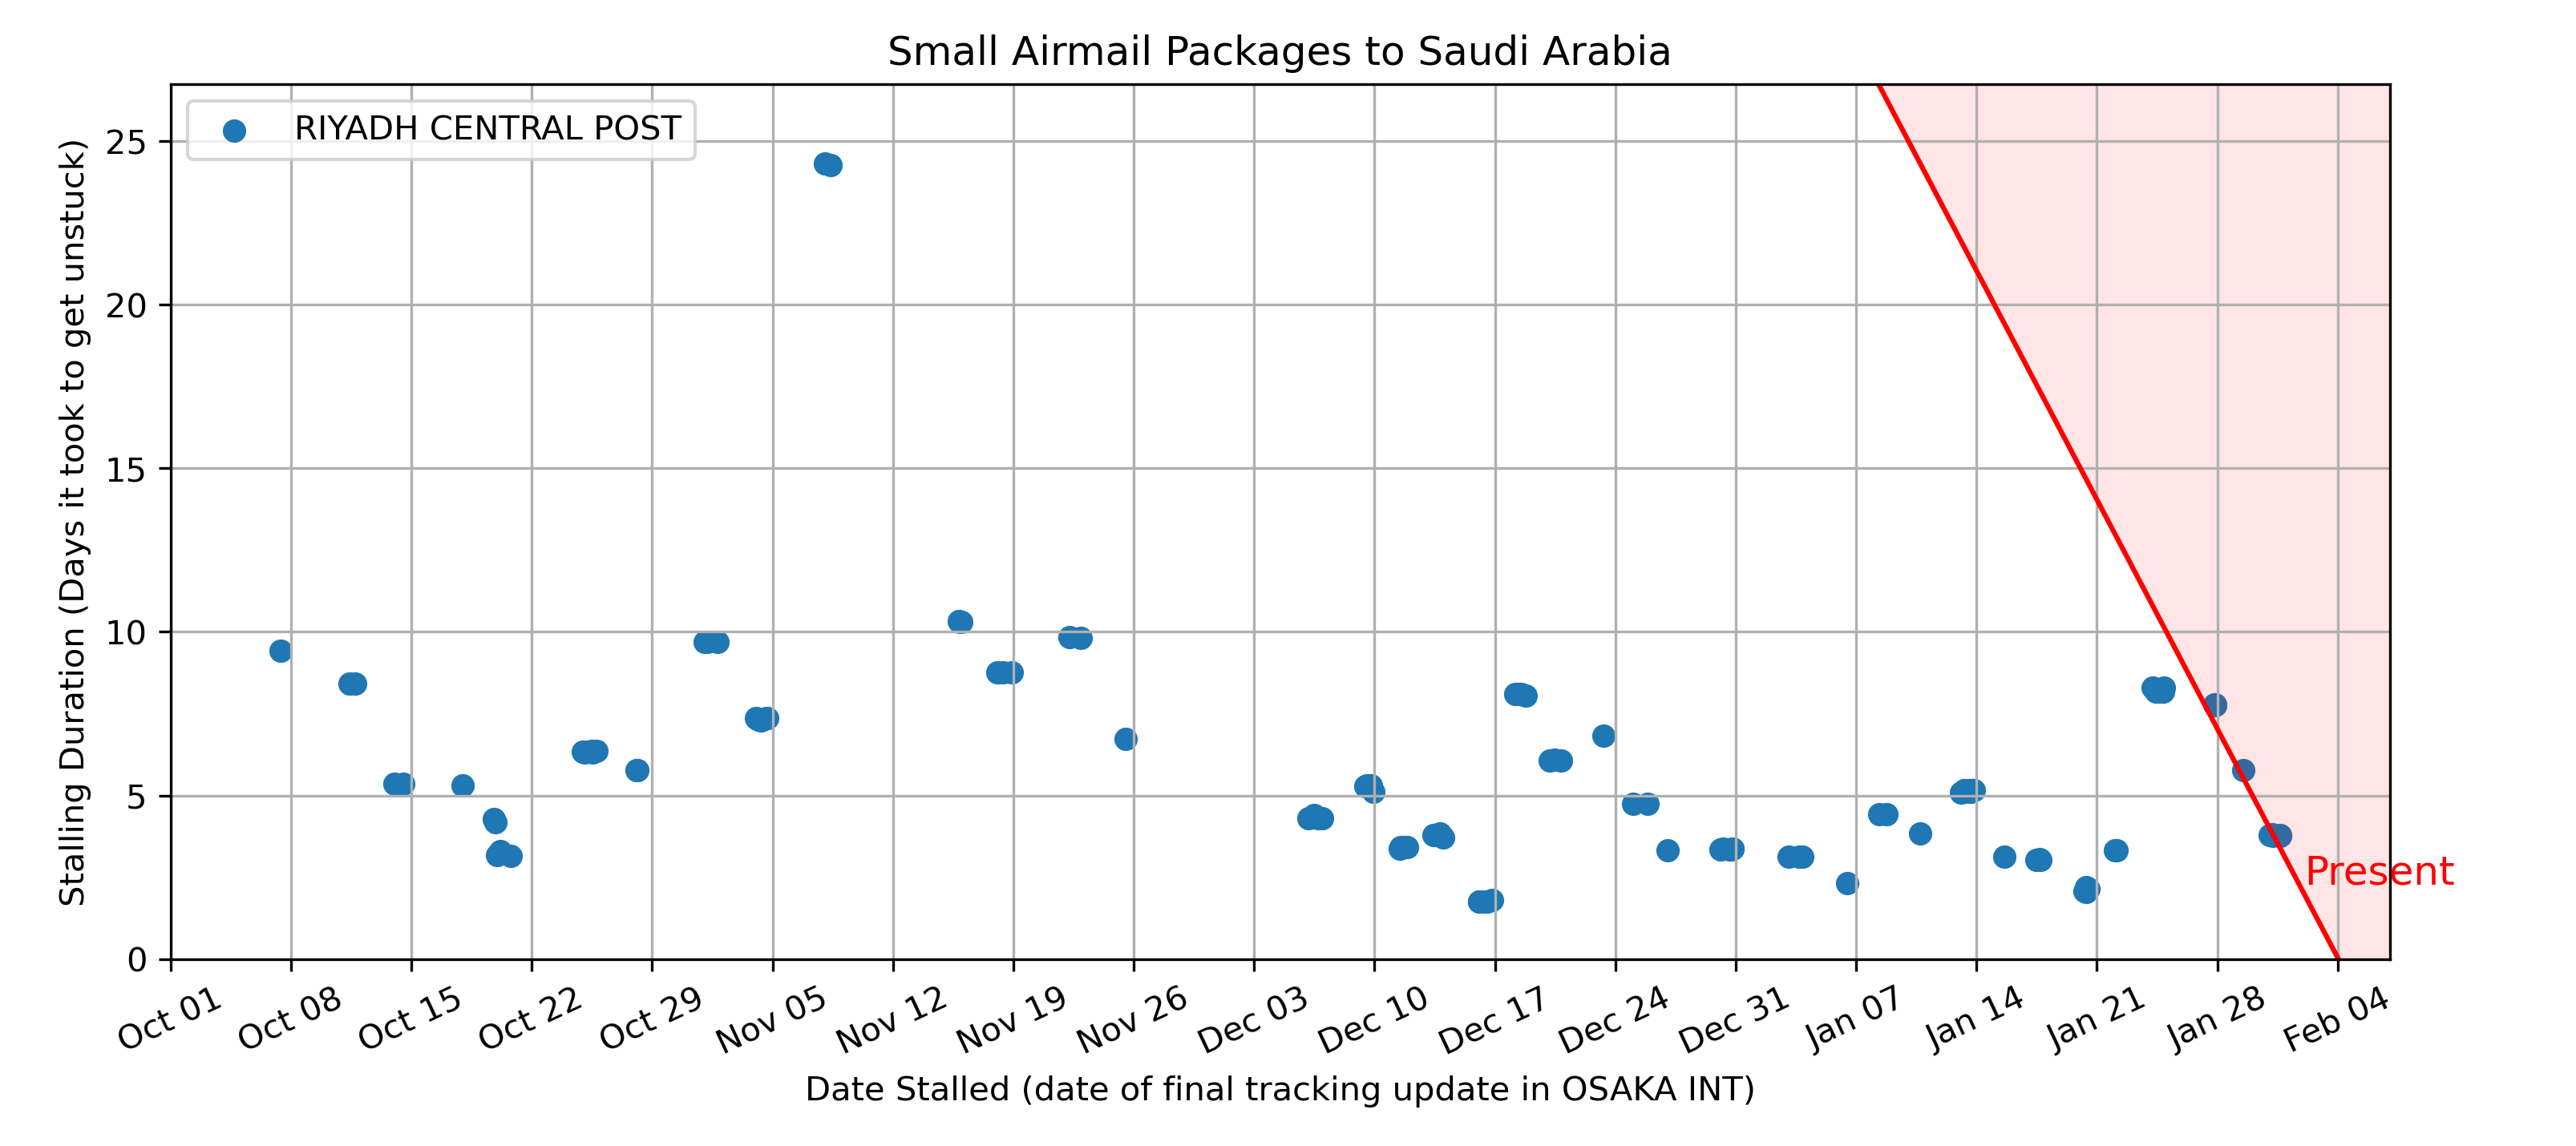 Small Airmail Packages to Saudi Arabia
RIYADH CENTRAL POST
Stalling Duration (Days it took to get unstuck)
25
20
15
10
5
0
Present
Oct 01
Oct 08
Oct 15
Oct 22
Oct 29
Nov 05
Nov 12
Nov 19
Nov 26
Dec 03
Dec 10
Dec 17
Dec 24
Dec 31
Jan 07
Jan 14
Jan 21
Jan 28
Feb 04
Date Stalled (date of final tracking update in OSAKA INT)